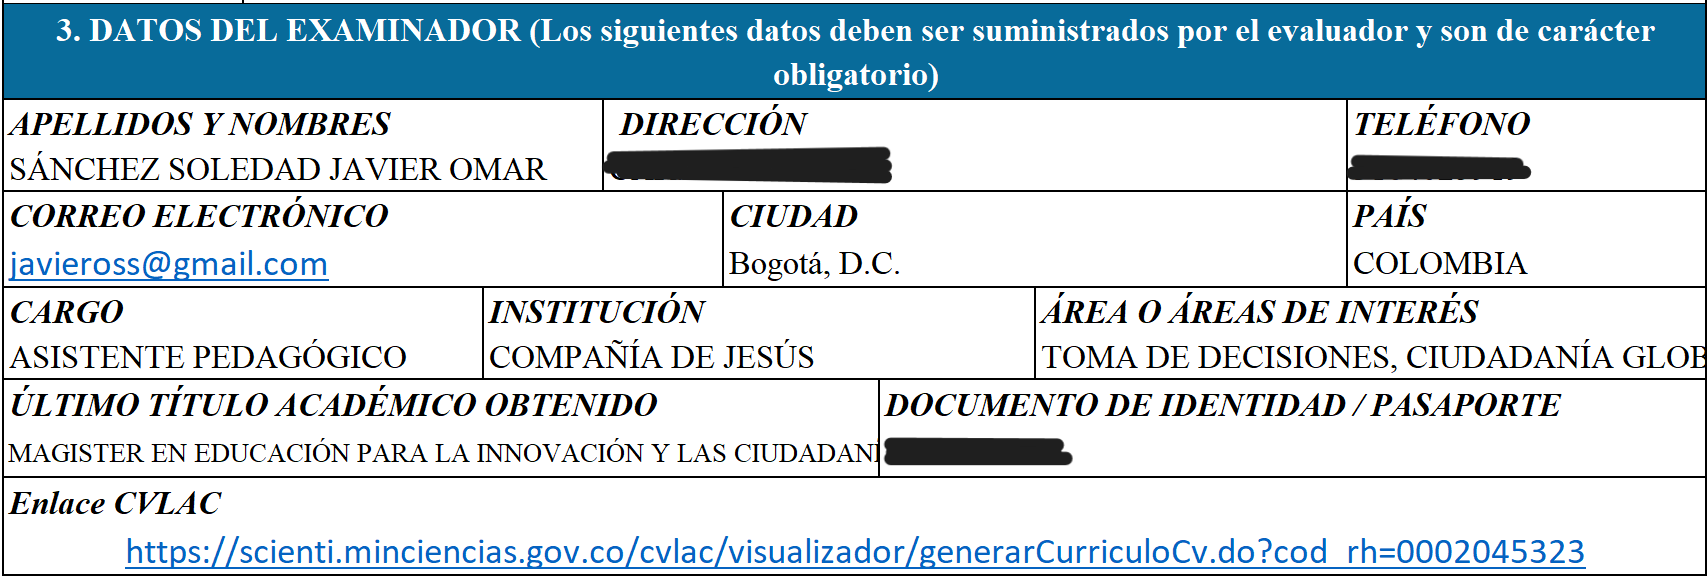 3. DATOS DEL EXAMINADOR (Los siguientes datos deben ser suministrados por el evaluador y son de carácter
obligatorio)
APELLIDOS Y NOMBRES
SÁNCHEZ SOLEDAD JAVIER OMAR
DIRECCIÓN
TELÉFONO
CORREO ELECTRÓNICO
javieross@gmail.com
CIUDAD
Bogotá, D.C.
PAÍS
COLOMBIA
CARGO
ASISTENTE PEDAGÓGICO
INSTITUCIÓN
COMPAÑÍA DE JESÚS
ÁREA O ÁREAS DE INTERÉS
TOMA DE DECISIONES, CIUDADANÍA GLOB
ÚLTIMO TÍTULO ACADÉMICO OBTENIDO
MAGISTER EN EDUCACIÓN PARA LA INNOVACIÓN Y LAS CIUDADANÍ
DOCUMENTO DE IDENTIDAD / PASAPORTE
Enlace CVLAC
https://scienti.minciencias.gov.co/cvlac/visualizador/generarCurriculoCv.do?cod_rh=0002045323